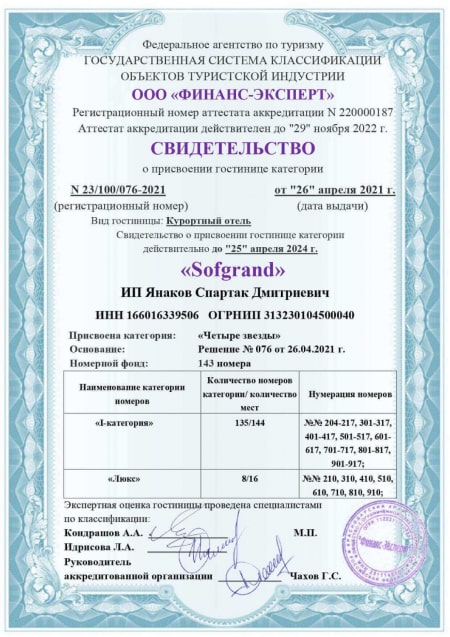 Федеральное агентство по туризму
ГОСУДАРСТВЕННАЯ СИСТЕМА КЛАССИФИКАЦИИ
ОБЪЕКТОВ ТУРИСТСКОЙ ИНДУСТРИИ
ООО «ФИНАНС-ЭКСПЕРТ»
Регистрационный номер аттестата аккредитации N 220000187
Аттестат аккредитации действителен до "29" ноября 2022 г.
СВИДЕТЕЛЬСТВО
о присвоении гостинице категории
N 23/100/076-2021 от "26" апреля 2021 г.
(регистрационный номер) (дата выдачи)
Вид гостиницы: Курортный отель
Свидетельство о присвоении гостинице категории
действительно до "25" апреля 2024 г.
«Sofgrand»
ИП Янаков Спартак Дмитриевич
ИНН 166016339506 ОГРНИП 313230104500040
Присвоена категория: «Четыре звезды»
Основание: Решение № 076 от 26.04.2021 г.
Номерной фонд: 143 номера
Наименование категории номеров Количество номеров категории/ количество мест Нумерация номеров
«I-категория» 135/144 №№ 204-217, 301-317,
401-417, 501-517, 601-
617, 701-717, 801-817,
901-917;
«Люкс» 8/16 №№ 210, 310, 410, 510,
610, 710, 810, 910;
Экспертная оценка гостиницы проведена специалистами
по классификации:
Кондрашов А.А. М.П.
Идрисова Л.А.
Руководитель
аккредитованной организации Чахов Г.С.
«Финанс-Эксперт»